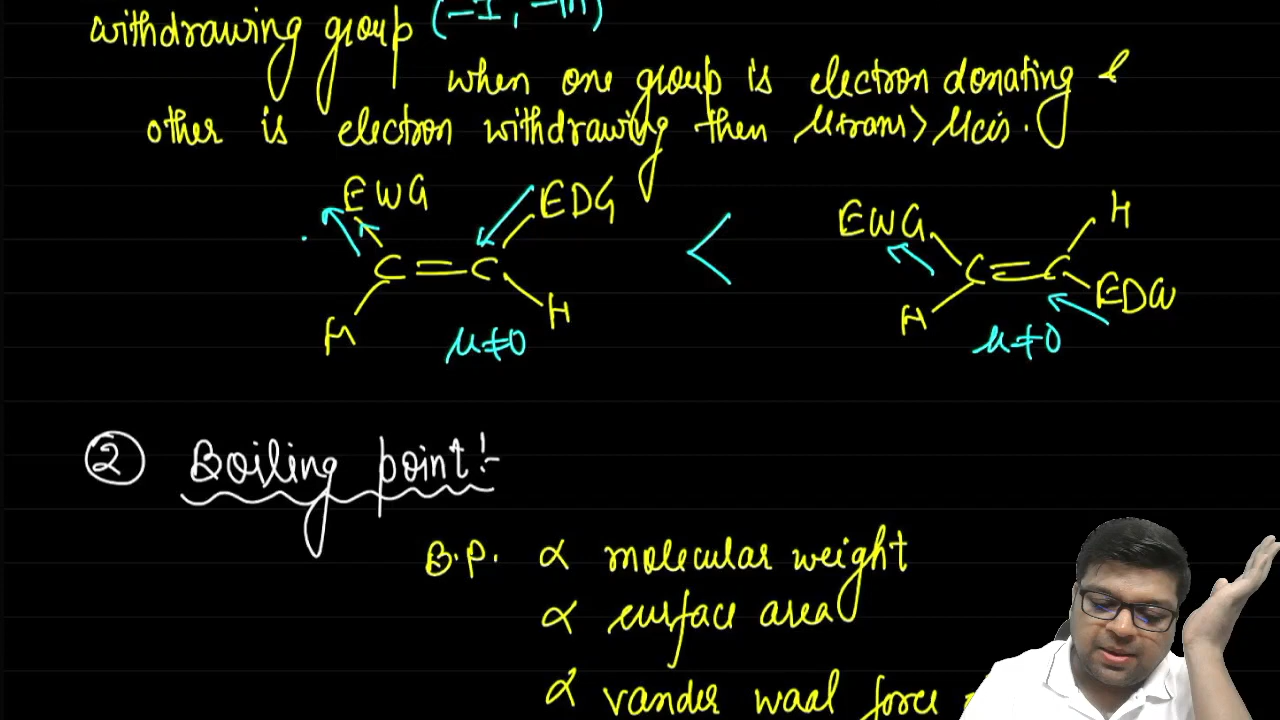 withdrawing group (-I, -m)
when one group is electron donating &
other is electron withdrawing then μtrans > μcis.
EWG EDG < EWG H
C = C C = C
H H H EDG
μ≠0 μ≠0
② Boiling point :-
B.P. ∝ molecular weight
∝ surface area
∝ vander waal force